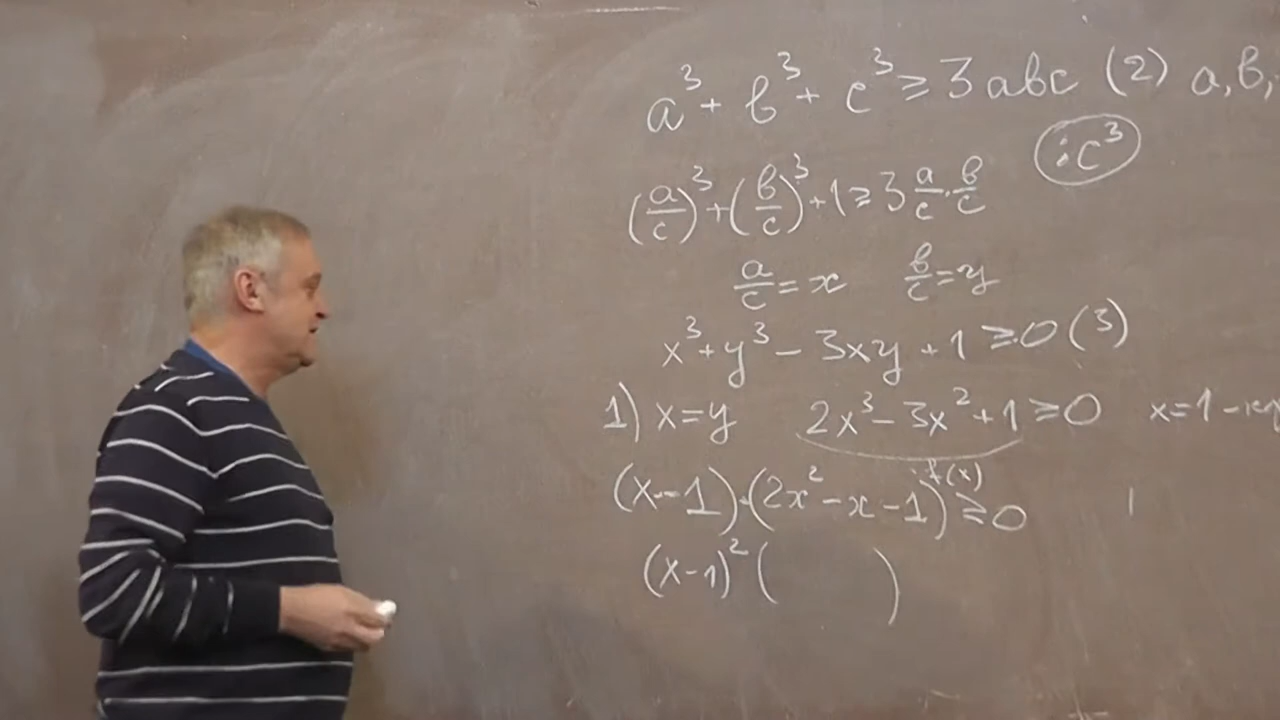 a³ + b³ + c³ ≥ 3abc (2) a, b,
: c³
(a/c)³ + (b/c)³ + 1 ≥ 3 a/c · b/c
a/c = x b/c = y
x³ + y³ − 3xy + 1 ≥ 0 (3)
1) x = y 2x³ − 3x² + 1 ≥ 0 x = 1 −
f(x)
(x − 1) · (2x² − x − 1) ≥ 0
(x − 1)² ( )